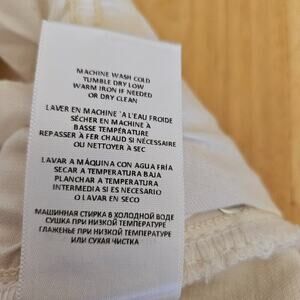 MACHINE WASH COLD
TUMBLE DRY LOW
WARM IRON IF NEEDED
OR DRY CLEAN
LAVER EN MACHINE `A L'EAU FROIDE
SÉCHER EN MACHINE À
BASSE TEMPÉRATURE
REPASSER À FER CHAUD SI NÉCESSAIRE
OU NETTOYER À SEC
LAVAR A MÁQUINA CON AGUA FRÍA
SECAR A TEMPERATURA BAJA
PLANCHAR A TEMPERATURA
INTERMEDIA SI ES NECESARIO
O LAVAR EN SECO
МАШИННАЯ СТИРКА В ХОЛОДНОЙ ВОДЕ
СУШКА ПРИ НИЗКОЙ ТЕМПЕРАТУРЕ
ГЛАЖЕНЬЕ ПРИ НИЗКОЙ ТЕМПЕРАТУРЕ
ИЛИ СУХАЯ ЧИСТКА